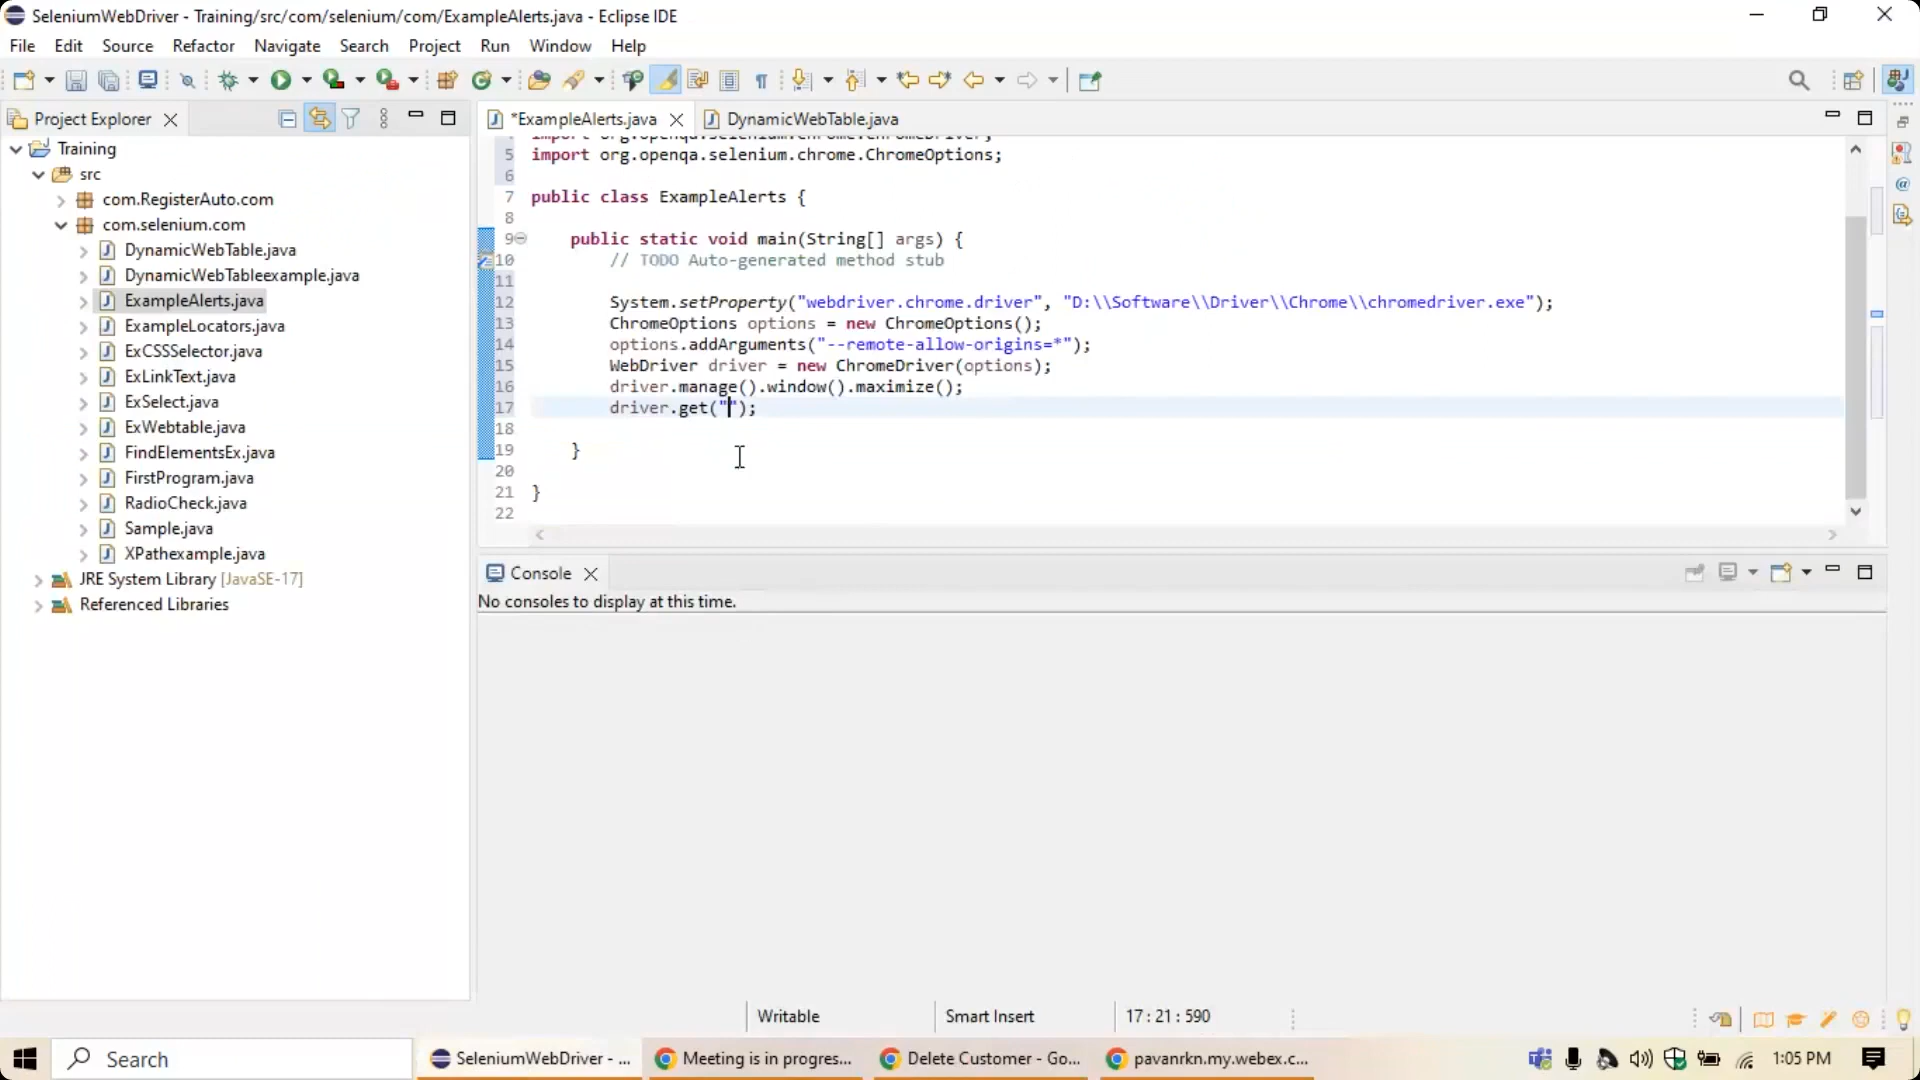 SeleniumWebDriver - Training/src/com/selenium/com/ExampleAlerts.java - Eclipse IDE
File Edit Source Refactor Navigate Search Project Run Window Help
Project Explorer
Training
src
com.RegisterAuto.com
com.selenium.com
DynamicWebTable.java
DynamicWebTableexample.java
ExampleAlerts.java
ExampleLocators.java
ExCSSSelector.java
ExLinkText.java
ExSelect.java
ExWebtable.java
FindElementsEx.java
FirstProgram.java
RadioCheck.java
Sample.java
XPathexample.java
JRE System Library [JavaSE-17]
Referenced Libraries
*ExampleAlerts.java DynamicWebTable.java
4 import org.openqa.selenium.chrome.ChromeDriver;
5 import org.openqa.selenium.chrome.ChromeOptions;
6
7 public class ExampleAlerts {
8
9 public static void main(String[] args) {
10 // TODO Auto-generated method stub
11
12 System.setProperty("webdriver.chrome.driver", "D:\\Software\\Driver\\Chrome\\chromedriver.exe");
13 ChromeOptions options = new ChromeOptions();
14 options.addArguments("--remote-allow-origins=*");
15 WebDriver driver = new ChromeDriver(options);
16 driver.manage().window().maximize();
17 driver.get("");
18
19 }
20
21 }
22
Console
No consoles to display at this time.
Writable Smart Insert 17 : 21 : 590
Search SeleniumWebDriver - ... Meeting is in progres... Delete Customer - Go... pavanrkn.my.webex.c... 1:05 PM